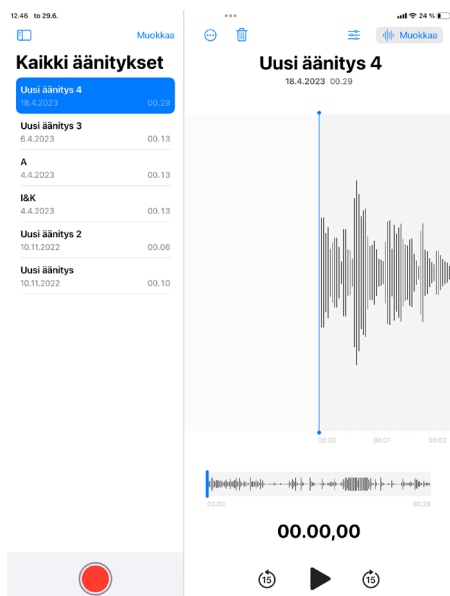 12.46 to 29.6.
24 %
Muokkaa
Muokkaa
Kaikki äänitykset
Uusi äänitys 4
18.4.2023 00.29
Uusi äänitys 3
6.4.2023 00.13
A
4.4.2023 00.13
I&K
4.4.2023 00.13
Uusi äänitys 2
10.11.2022 00.06
Uusi äänitys
10.11.2022 00.10
Uusi äänitys 4
18.4.2023 00.29
00.00 00.01 00.02
00.00 00.29
00.00,00
15 15